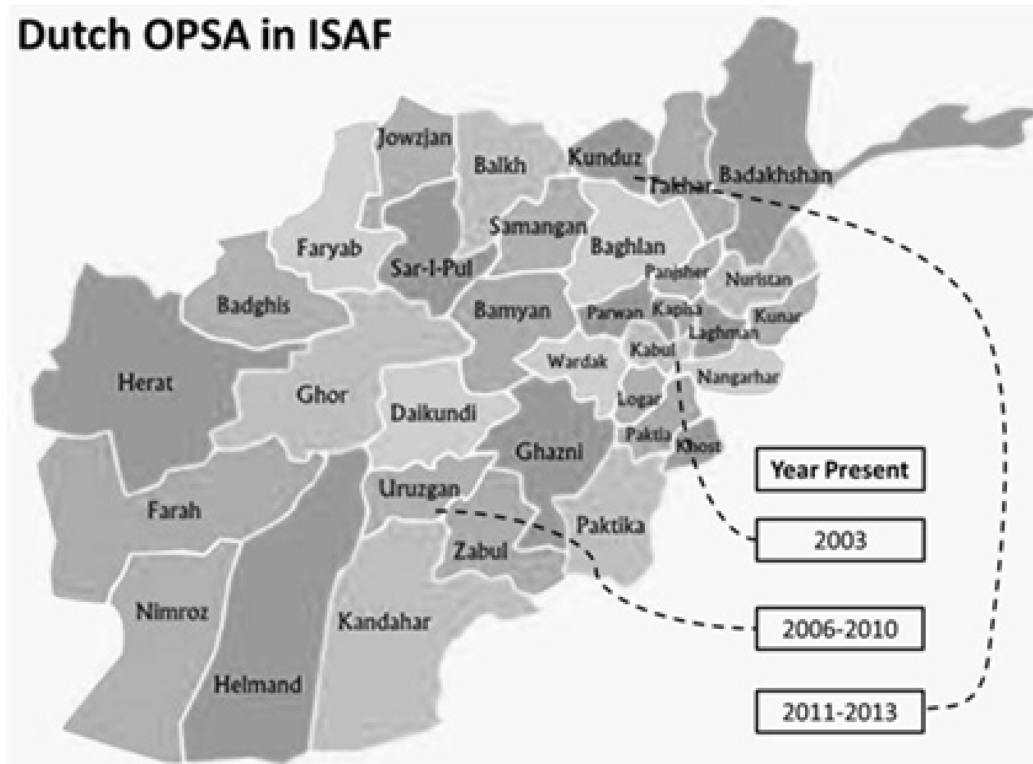 Dutch OPSA in ISAF
Jowzjan
Balkh
Kunduz
Takhar
Badakhshan
Faryab
Sar-I-Pul
Samangan
Baghlan
Panjsher
Nuristan
Badghis
Bamyan
Parwan
Kapisa
Laghman
Kunar
Herat
Ghor
Daikundi
Wardak
Kabul
Nangarhar
Logar
Ghazni
Paktia
Khost
Year Present
Farah
Uruzgan
Paktika
2003
Zabul
Nimroz
Kandahar
2006-2010
Helmand
2011-2013